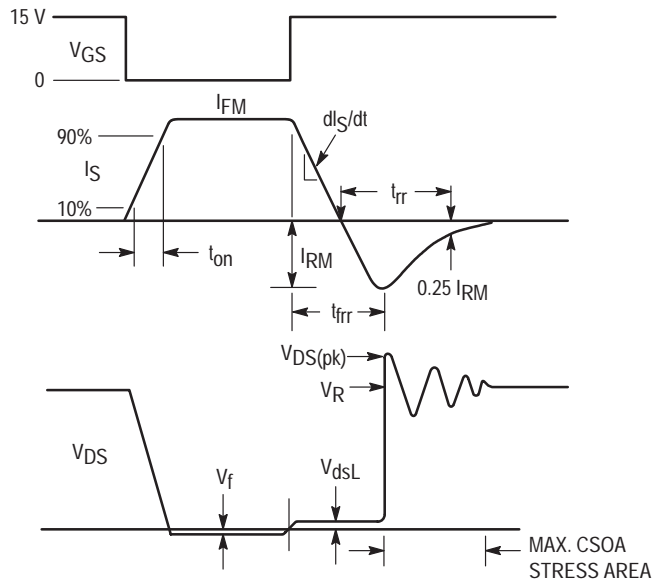 15 V
VGS
0
IFM
90%
dIS/dt
IS
trr
10%
ton
IRM
0.25 IRM
tfrr
VDS(pk)
VR
VDS
Vf
VdsL
MAX. CSOA
STRESS AREA